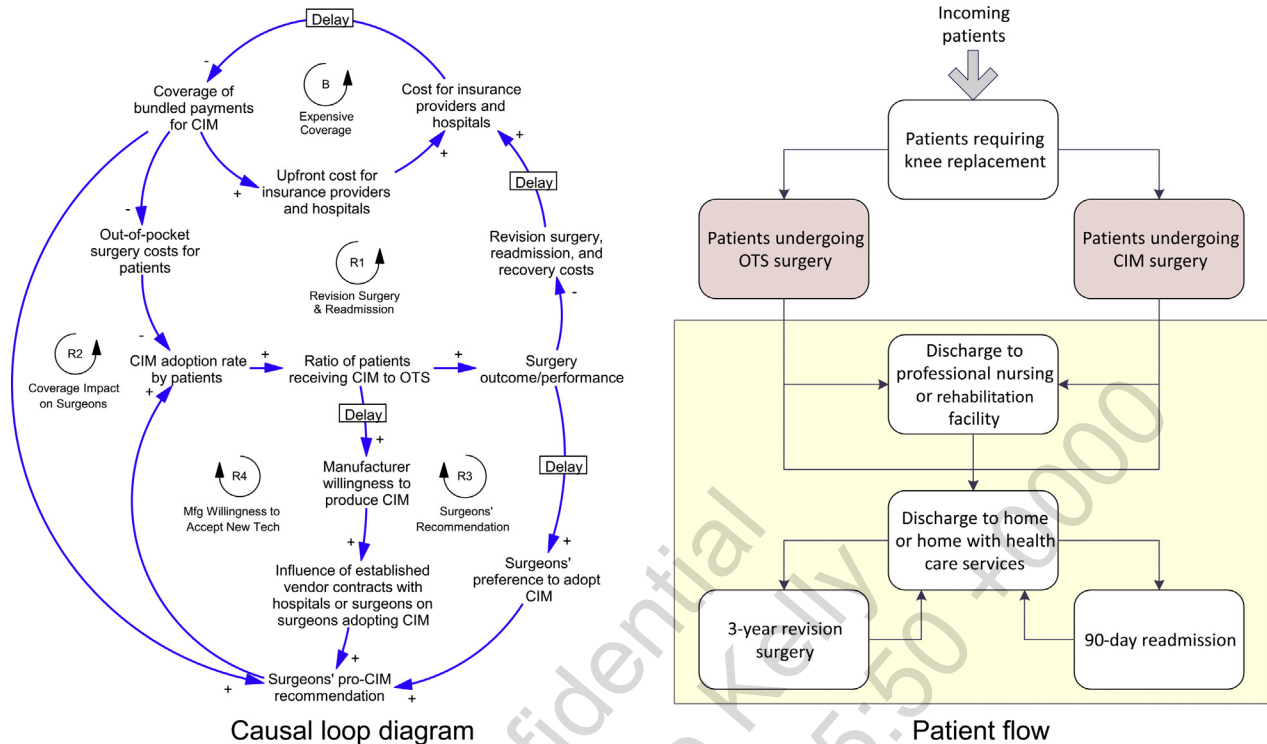 Delay
-
B
Expensive
Coverage
Coverage of
bundled payments
for CIM
Cost for insurance
providers and
hospitals
+
+
Upfront cost for
insurance providers
and hospitals
+
Delay
-
Out-of-pocket
surgery costs for
patients
Revision surgery,
readmission, and
recovery costs
R1
Revision Surgery
& Readmission
-
-
R2
Coverage Impact
on Surgeons
CIM adoption rate
by patients
+
+
Ratio of patients
receiving CIM to OTS
+
Surgery
outcome/performance
Delay
+
Manufacturer
willingness to
produce CIM
R4
Mfg Willingness to
Accept New Tech
R3
Surgeons'
Recommendation
Delay
+
+
Influence of established
vendor contracts with
hospitals or surgeons on
surgeons adopting CIM
Surgeons'
preference to adopt
CIM
+
+
+
Surgeons' pro-CIM
recommendation
Causal loop diagram
Incoming
patients
Patients requiring
knee replacement
Patients undergoing
OTS surgery
Patients undergoing
CIM surgery
Discharge to
professional nursing
or rehabilitation
facility
Discharge to home
or home with health
care services
3-year revision
surgery
90-day readmission
Patient flow
Kelly
5:50 +0000